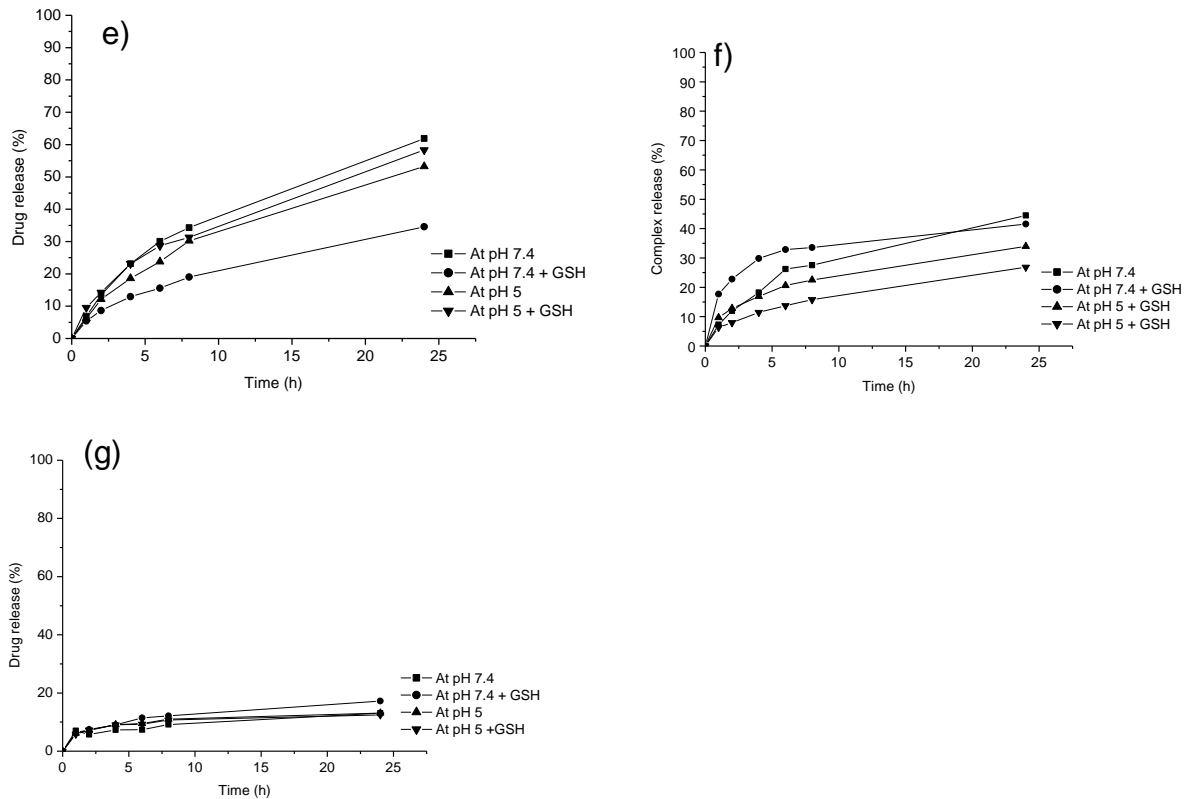 e)
100
90
80
70
60
50
40
30
20
10
0
Drug release (%)
0 5 10 15 20 25
Time (h)
At pH 7.4
At pH 7.4 + GSH
At pH 5
At pH 5 + GSH
f)
100
90
80
70
60
50
40
30
20
10
0
Complex release (%)
0 5 10 15 20 25
Time (h)
At pH 7.4
At pH 7.4 + GSH
At pH 5 + GSH
At pH 5 + GSH
(g)
100
80
60
40
20
0
Drug release (%)
0 5 10 15 20 25
Time (h)
At pH 7.4
At pH 7.4 + GSH
At pH 5
At pH 5 +GSH